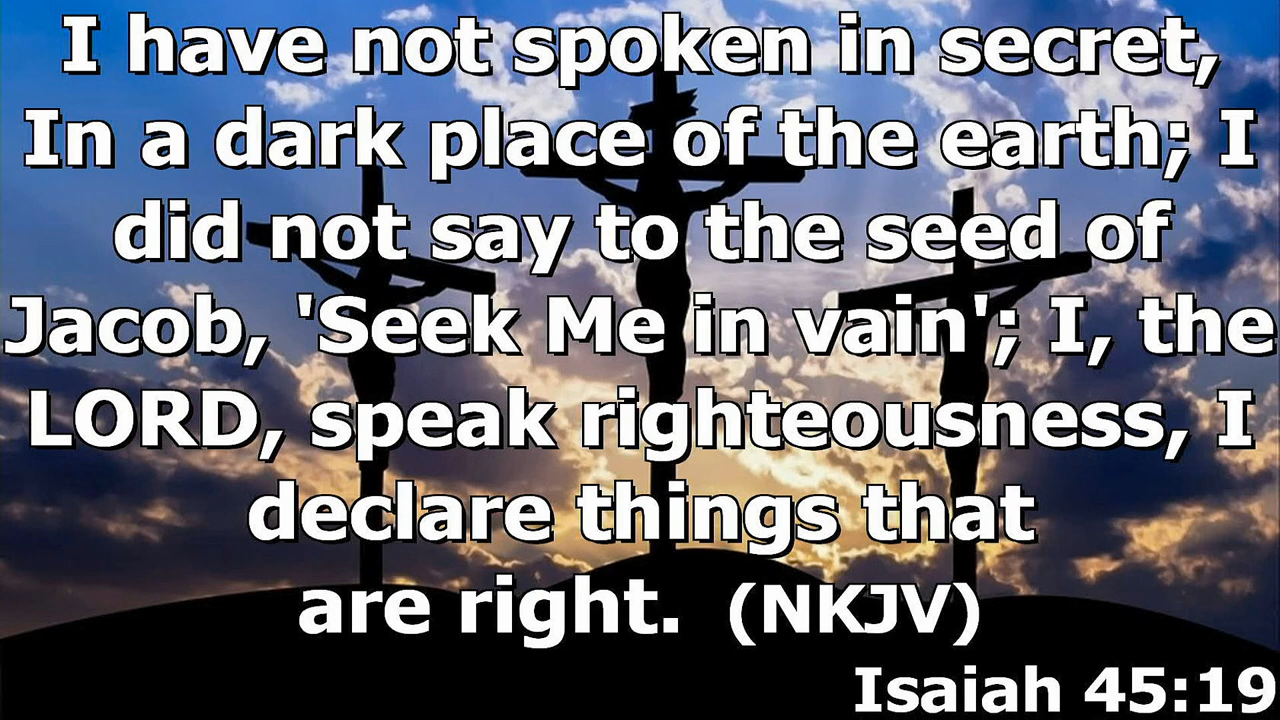 I have not spoken in secret,
In a dark place of the earth; I
did not say to the seed of
Jacob, 'Seek Me in vain'; I, the
LORD, speak righteousness, I
declare things that
are right.  (NKJV)
Isaiah 45:19